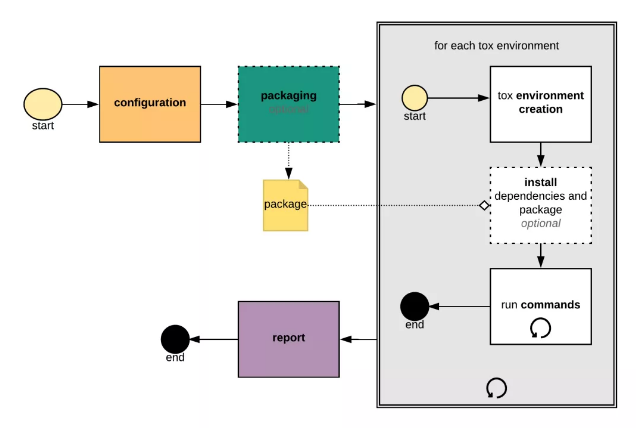 for each tox environment
start
configuration
packaging
optional
start
tox environment
creation
package
install
dependencies and
package
optional
run commands
end
report
end